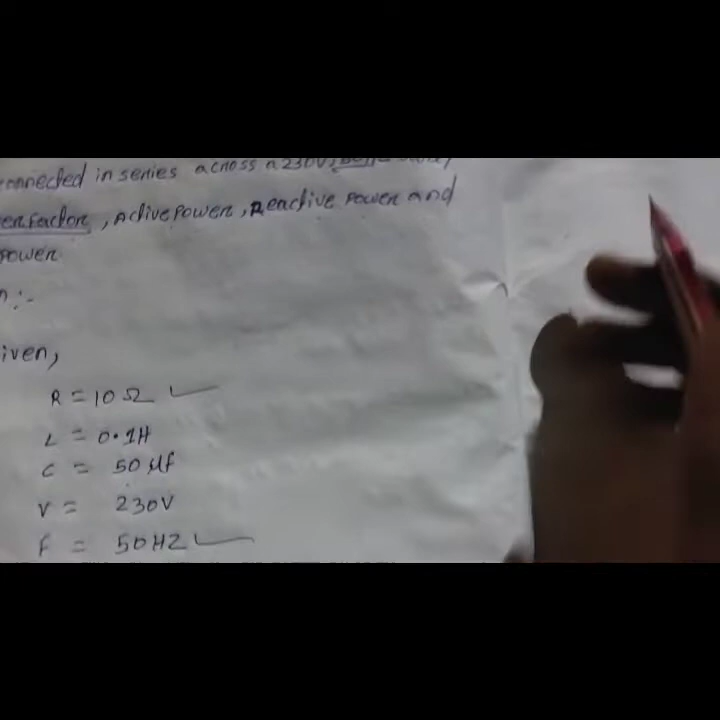 connected in series across a 230V,
er factor, Active power, Reactive power and
power
n:-
iven,
R = 10 Ω
L = 0.1H
C = 50 μf
V = 230V
F = 50HZ